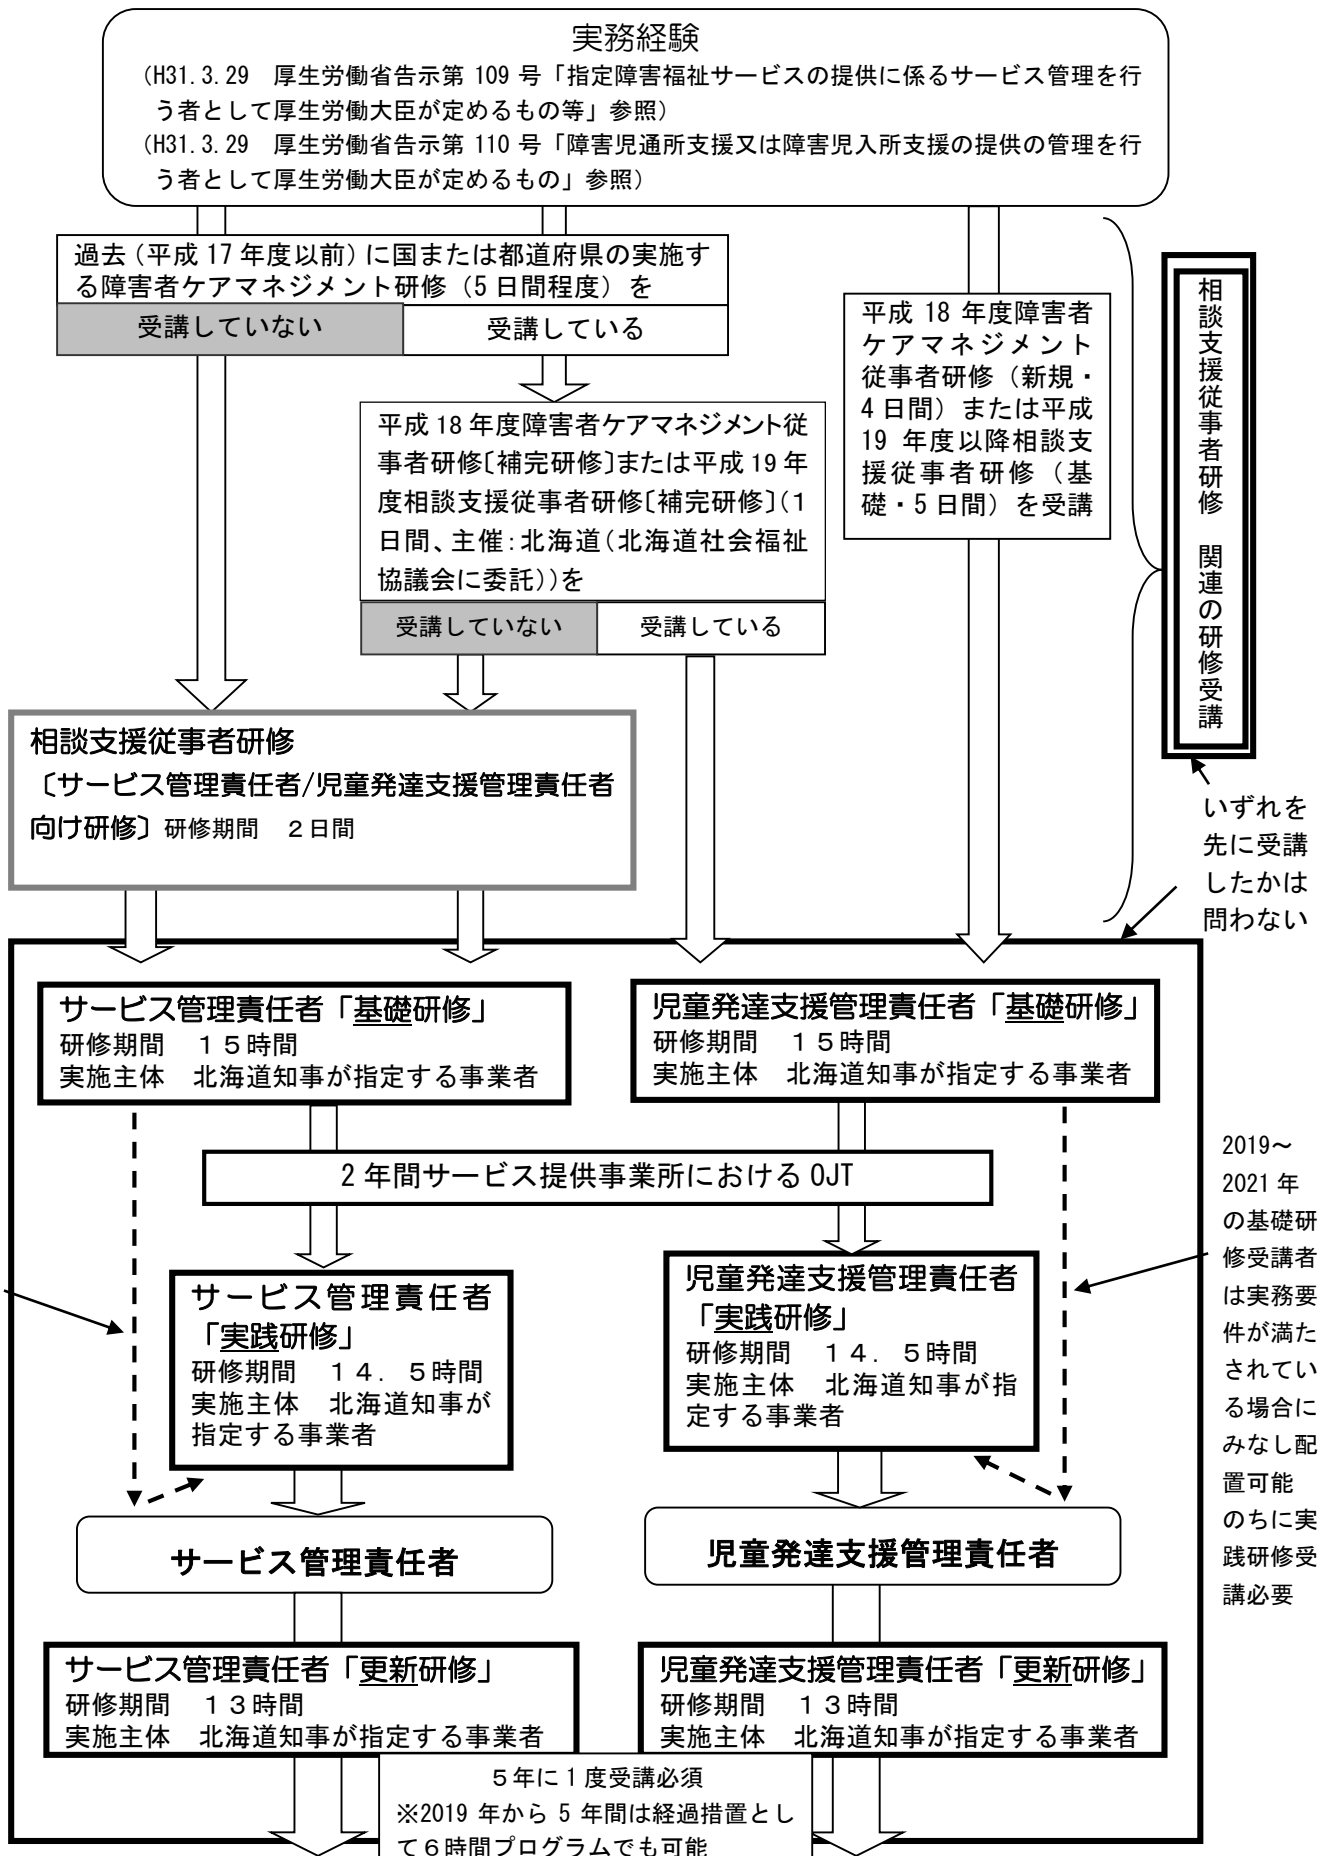 実務経験
(H31.3.29　厚生労働省告示第 109 号「指定障害福祉サービスの提供に係るサービス管理を行
う者として厚生労働大臣が定めるもの等」参照)
(H31.3.29　厚生労働省告示第 110 号「障害児通所支援又は障害児入所支援の提供の管理を行
う者として厚生労働大臣が定めるもの」参照)
過去(平成 17 年度以前)に国または都道府県の実施す
る障害者ケアマネジメント研修（5 日間程度）を
受講していない
受講している
平成 18 年度障害者ケアマネジメント従
事者研修〔補完研修〕または平成 19 年
度相談支援従事者研修〔補完研修〕（1
日間、主催：北海道（北海道社会福祉
協議会に委託））を
受講していない
受講している
平成 18 年度障害者
ケアマネジメント
従事者研修（新規・
4 日間）または平成
19 年度以降相談支
援従事者研修（基
礎・5 日間）を受講
相談支援従事者研修　関連の研修受講
いずれを
先に受講
したかは
問わない
相談支援従事者研修
〔サービス管理責任者/児童発達支援管理責任者
向け研修〕研修期間　２日間
サービス管理責任者「基礎研修」
研修期間　１５時間
実施主体　北海道知事が指定する事業者
児童発達支援管理責任者「基礎研修」
研修期間　１５時間
実施主体　北海道知事が指定する事業者
2 年間サービス提供事業所における OJT
サービス管理責任者
「実践研修」
研修期間　１４．５時間
実施主体　北海道知事が
指定する事業者
児童発達支援管理責任者
「実践研修」
研修期間　１４．５時間
実施主体　北海道知事が指
定する事業者
2019～
2021 年
の基礎研
修受講者
は実務要
件が満た
されてい
る場合に
みなし配
置可能
のちに実
践研修受
講必要
サービス管理責任者
児童発達支援管理責任者
サービス管理責任者「更新研修」
研修期間　１３時間
実施主体　北海道知事が指定する事業者
児童発達支援管理責任者「更新研修」
研修期間　１３時間
実施主体　北海道知事が指定する事業者
５年に１度受講必須
※2019 年から 5 年間は経過措置とし
て６時間プログラムでも可能